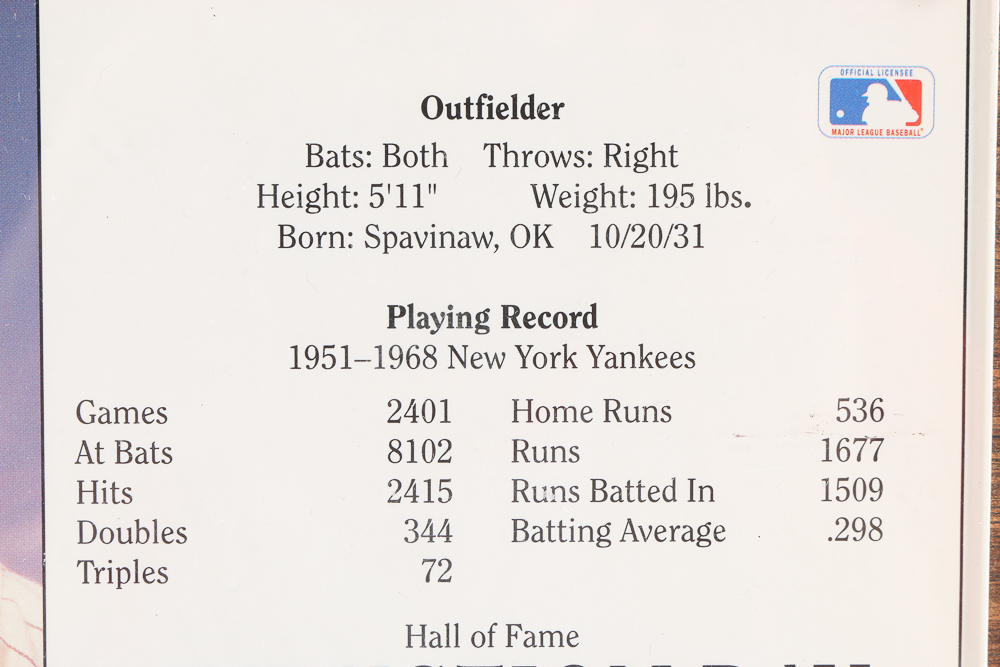 OFFICIAL LICENSEE
MAJOR LEAGUE BASEBALL®
Outfielder
Bats: Both Throws: Right
Height: 5'11" Weight: 195 lbs.
Born: Spavinaw, OK 10/20/31
Playing Record
1951–1968 New York Yankees
Games 2401 Home Runs 536
At Bats 8102 Runs 1677
Hits 2415 Runs Batted In 1509
Doubles 344 Batting Average .298
Triples 72
Hall of Fame